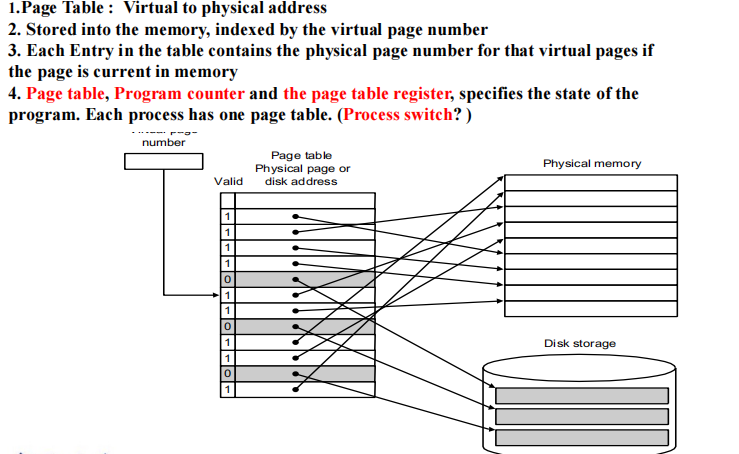 1.Page Table : Virtual to physical address
2. Stored into the memory, indexed by the virtual page number
3. Each Entry in the table contains the physical page number for that virtual pages if
the page is current in memory
4. Page table, Program counter and the page table register, specifies the state of the
program. Each process has one page table. (Process switch? )
number
Page table
Physical page or
Valid disk address
Physical memory
1
1
1
1
0
1
1
0
1
1
0
1
Disk storage